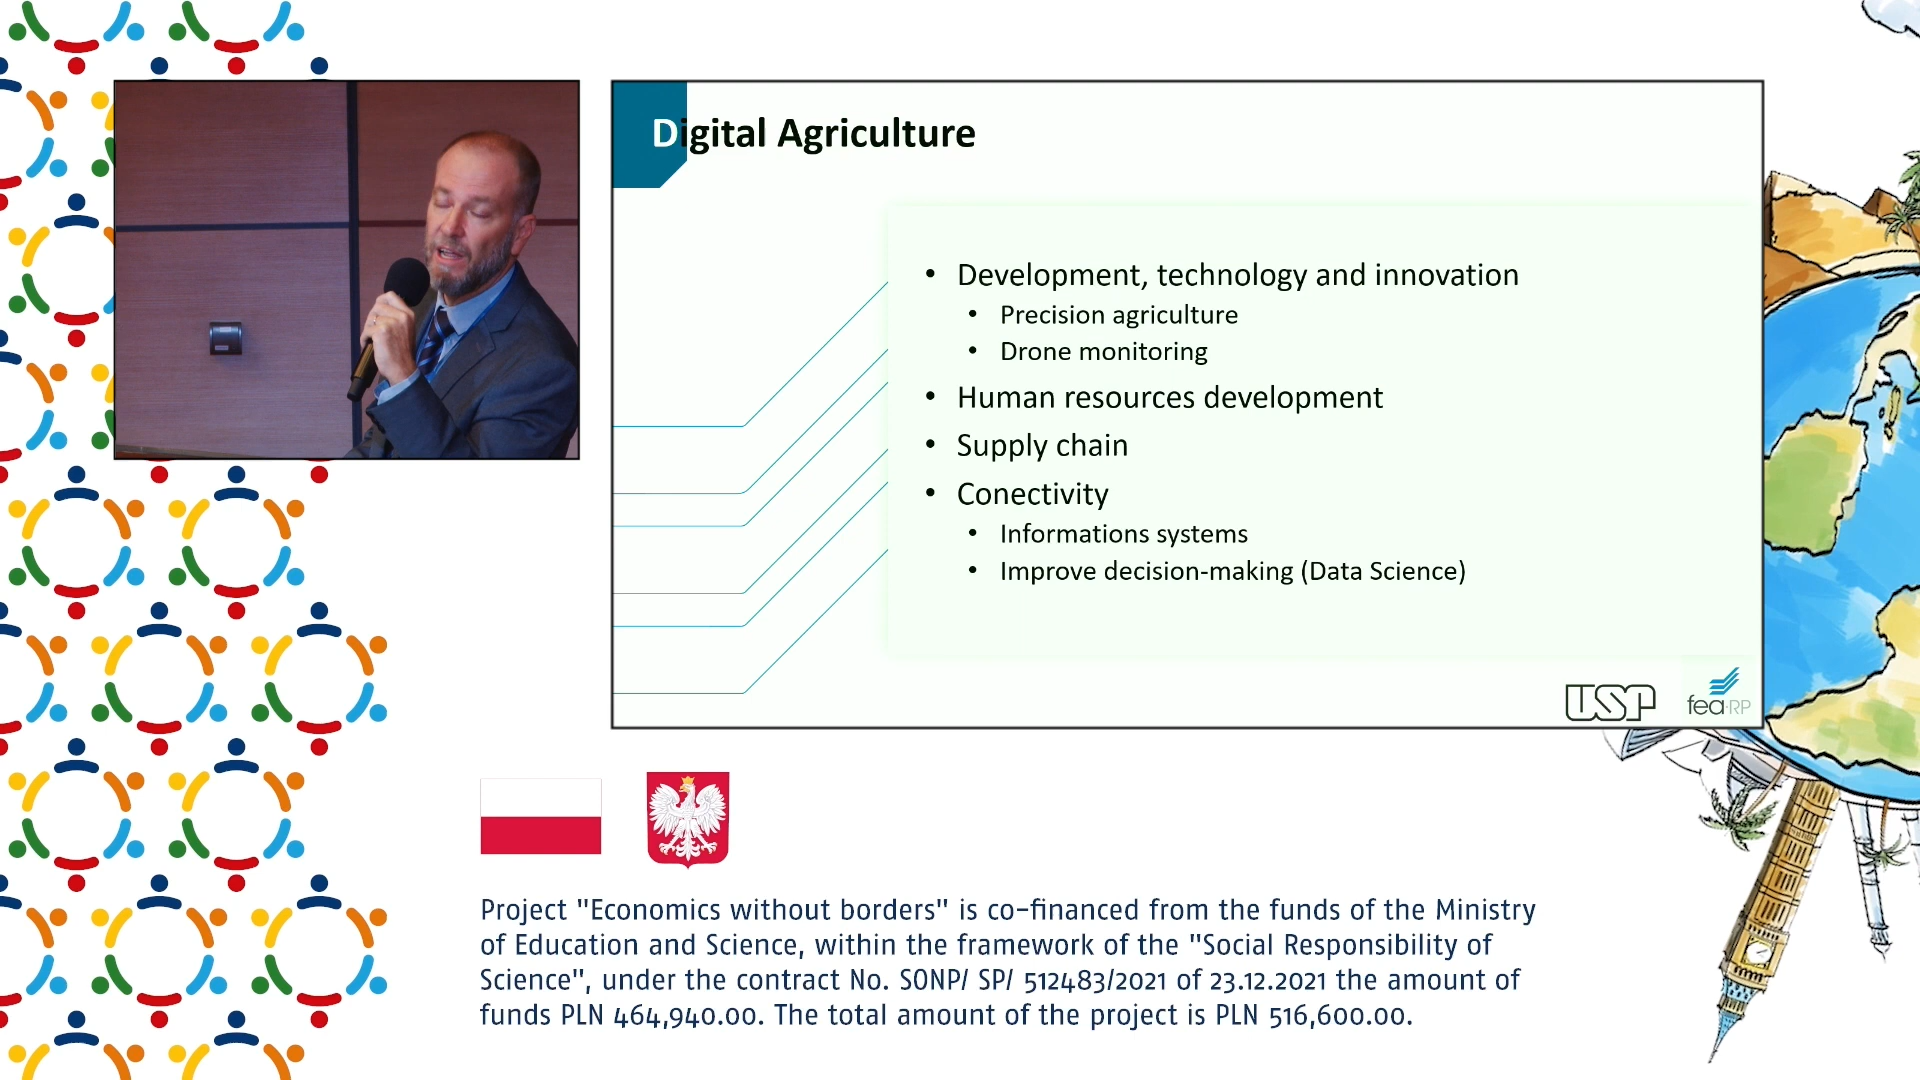 Digital Agriculture
• Development, technology and innovation
• Precision agriculture
• Drone monitoring
• Human resources development
• Supply chain
• Conectivity
• Informations systems
• Improve decision-making (Data Science)
USP
fea·RP
Project "Economics without borders" is co-financed from the funds of the Ministry
of Education and Science, within the framework of the "Social Responsibility of
Science", under the contract No. SONP/ SP/ 512483/2021 of 23.12.2021 the amount of
funds PLN 464,940.00. The total amount of the project is PLN 516,600.00.